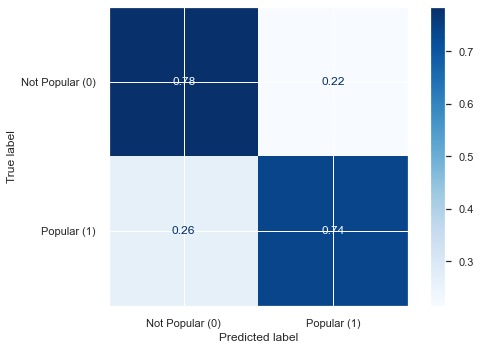 Not Popular (0)
0.78
0.22
Popular (1)
0.26
0.74
Not Popular (0)
Popular (1)
Predicted label
True label
0.7
0.6
0.5
0.4
0.3